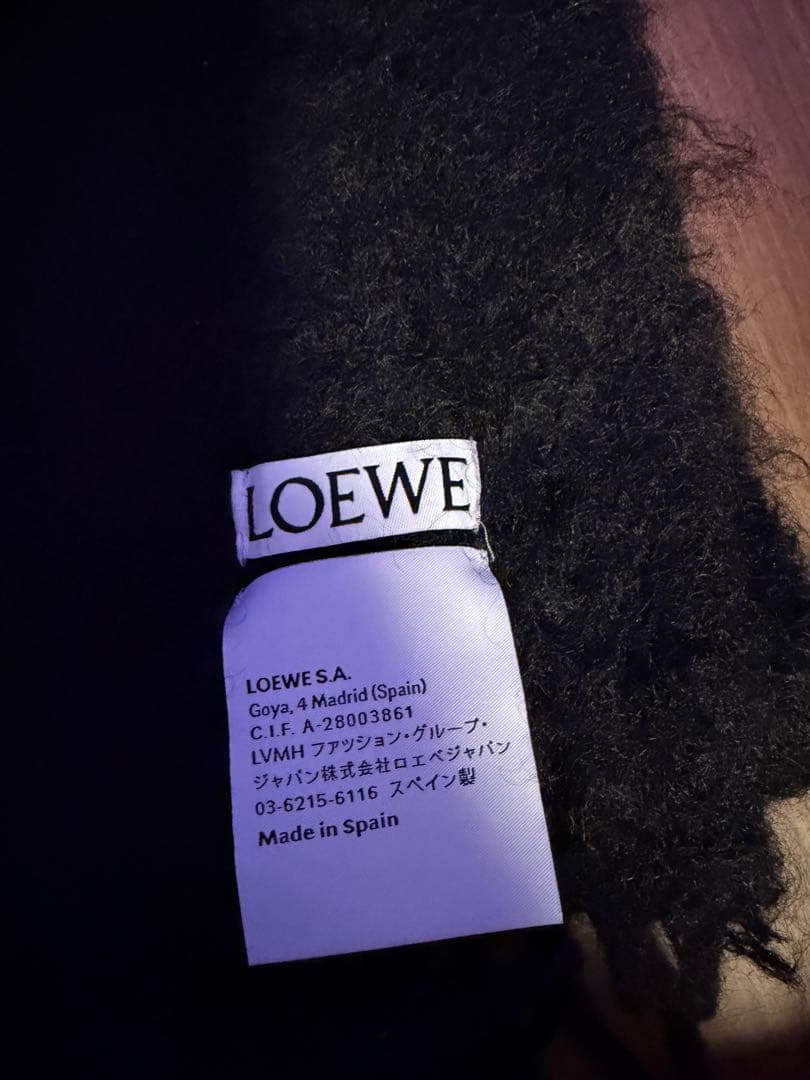 LOEWE
LOEWE S.A.
Goya, 4 Madrid (Spain)
C.I.F. A-28003861
LVMH ファッション・グループ・
ジャパン株式会社ロエベジャパン
03-6215-6116 スペイン製
Made in Spain